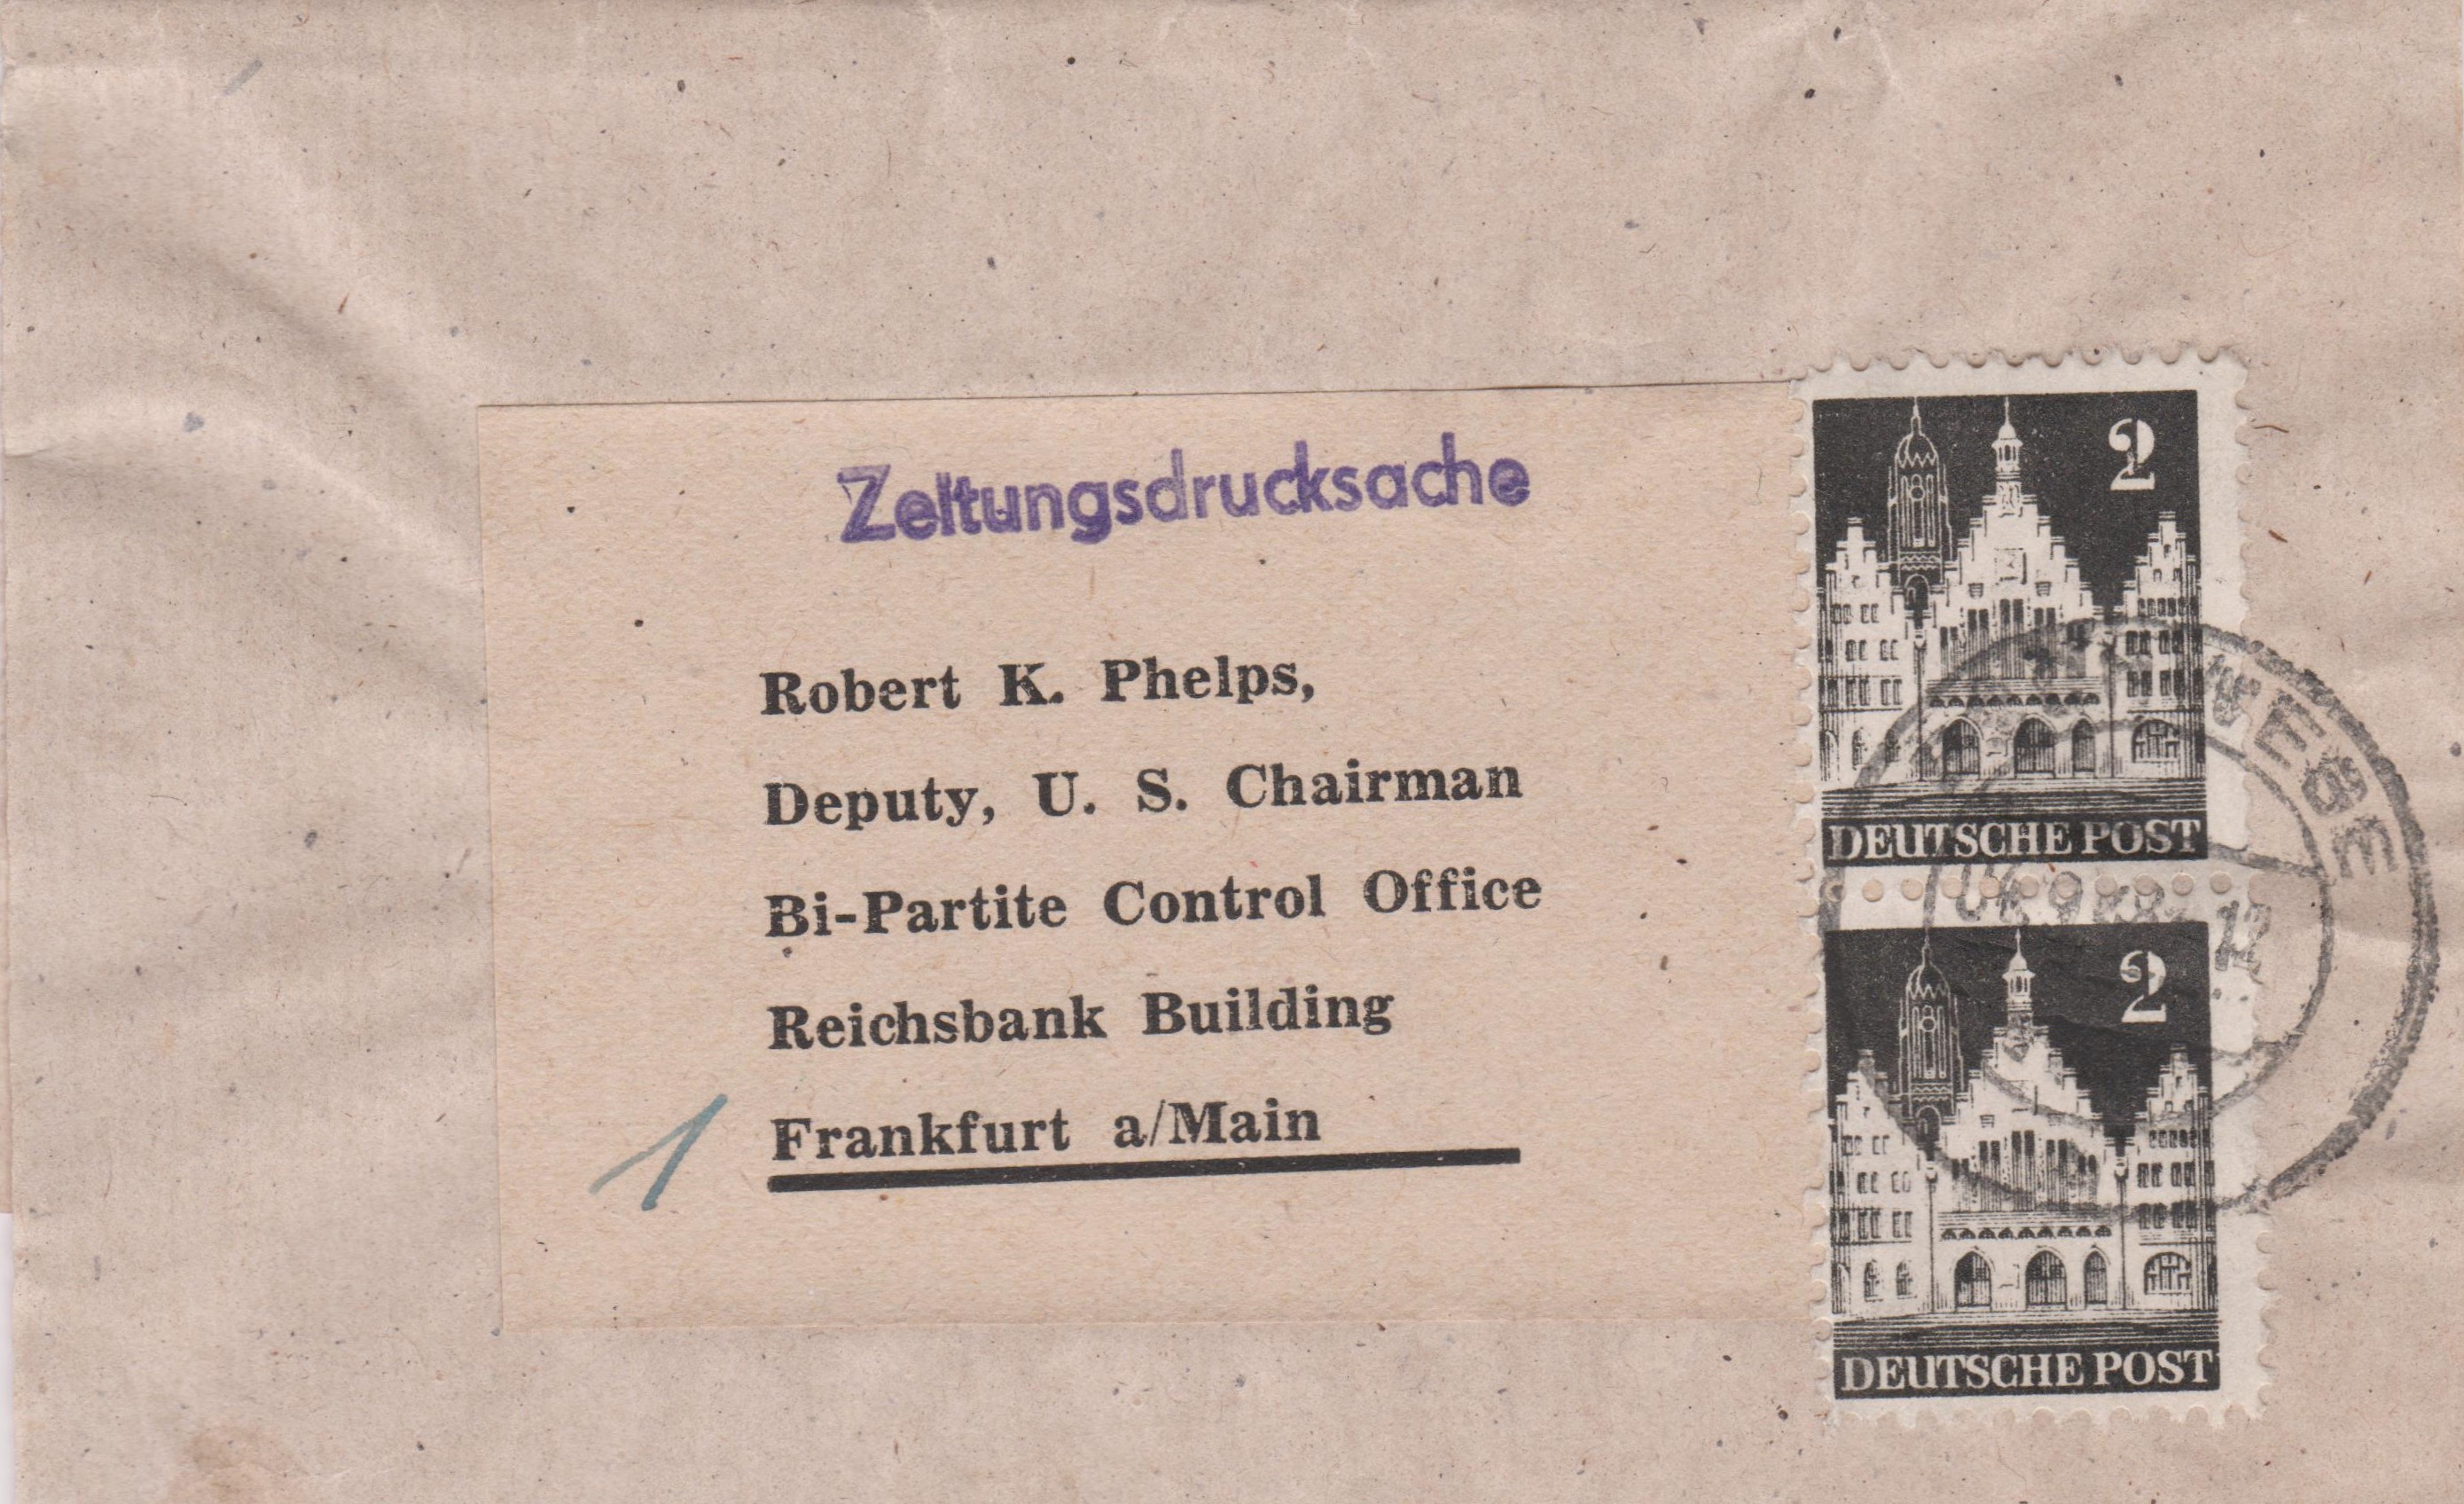 Zeitungsdrucksache
Robert K. Phelps,
Deputy, U. S. Chairman
Bi-Partite Control Office
Reichsbank Building
1
Frankfurt a/Main
2
DEUTSCHE POST
2
DEUTSCHE POST